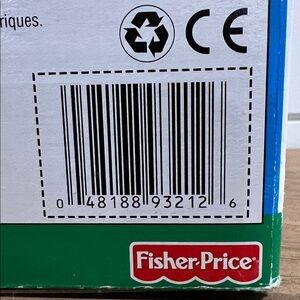 riques.
CE
0 48188 93212 6
Fisher-Price